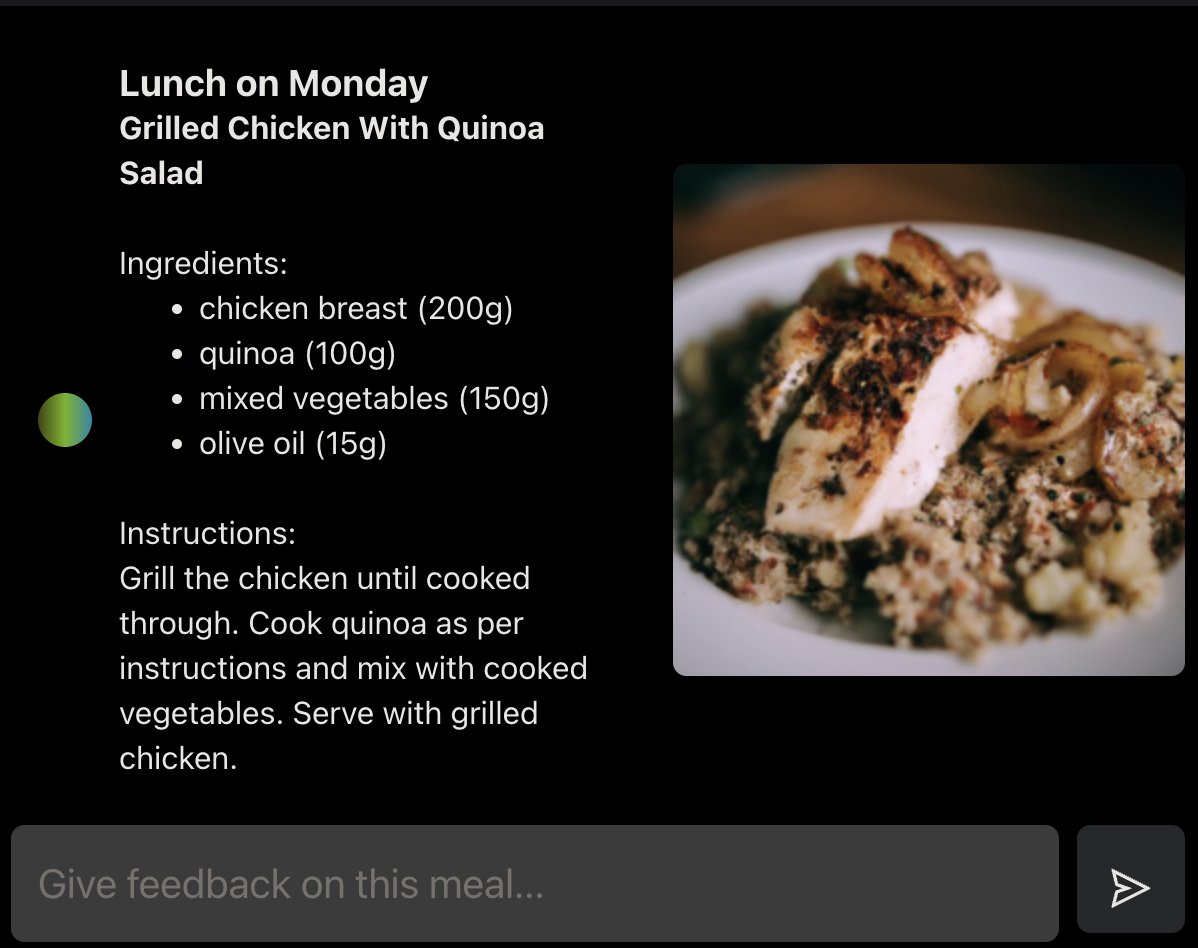 Lunch on Monday
Grilled Chicken With Quinoa
Salad
Ingredients:
• chicken breast (200g)
• quinoa (100g)
• mixed vegetables (150g)
• olive oil (15g)
Instructions:
Grill the chicken until cooked
through. Cook quinoa as per
instructions and mix with cooked
vegetables. Serve with grilled
chicken.
Give feedback on this meal...